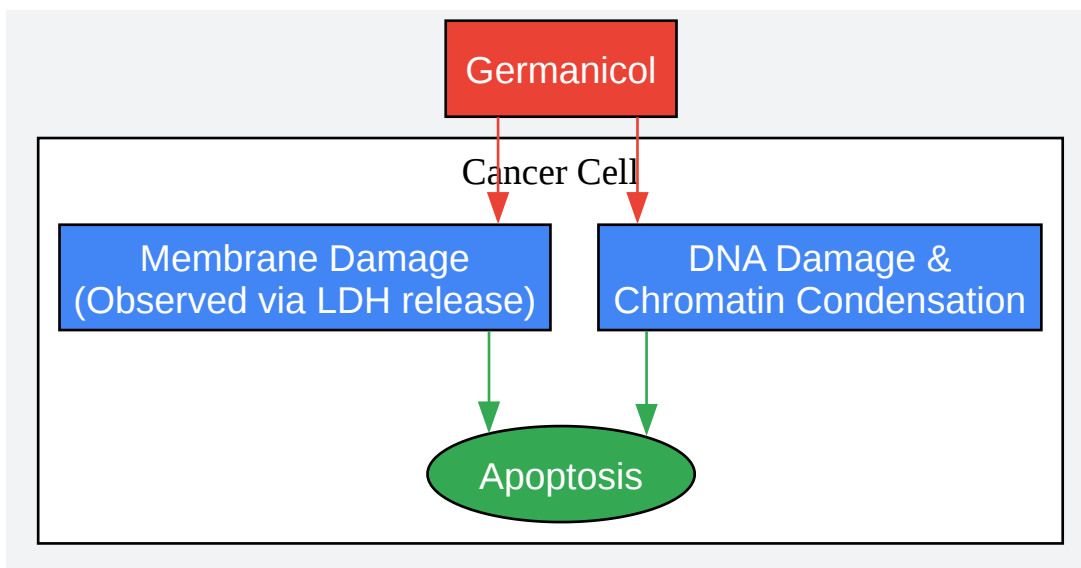 Germanicol
Cancer Cell
Membrane Damage
(Observed via LDH release)
DNA Damage &
Chromatin Condensation
Apoptosis